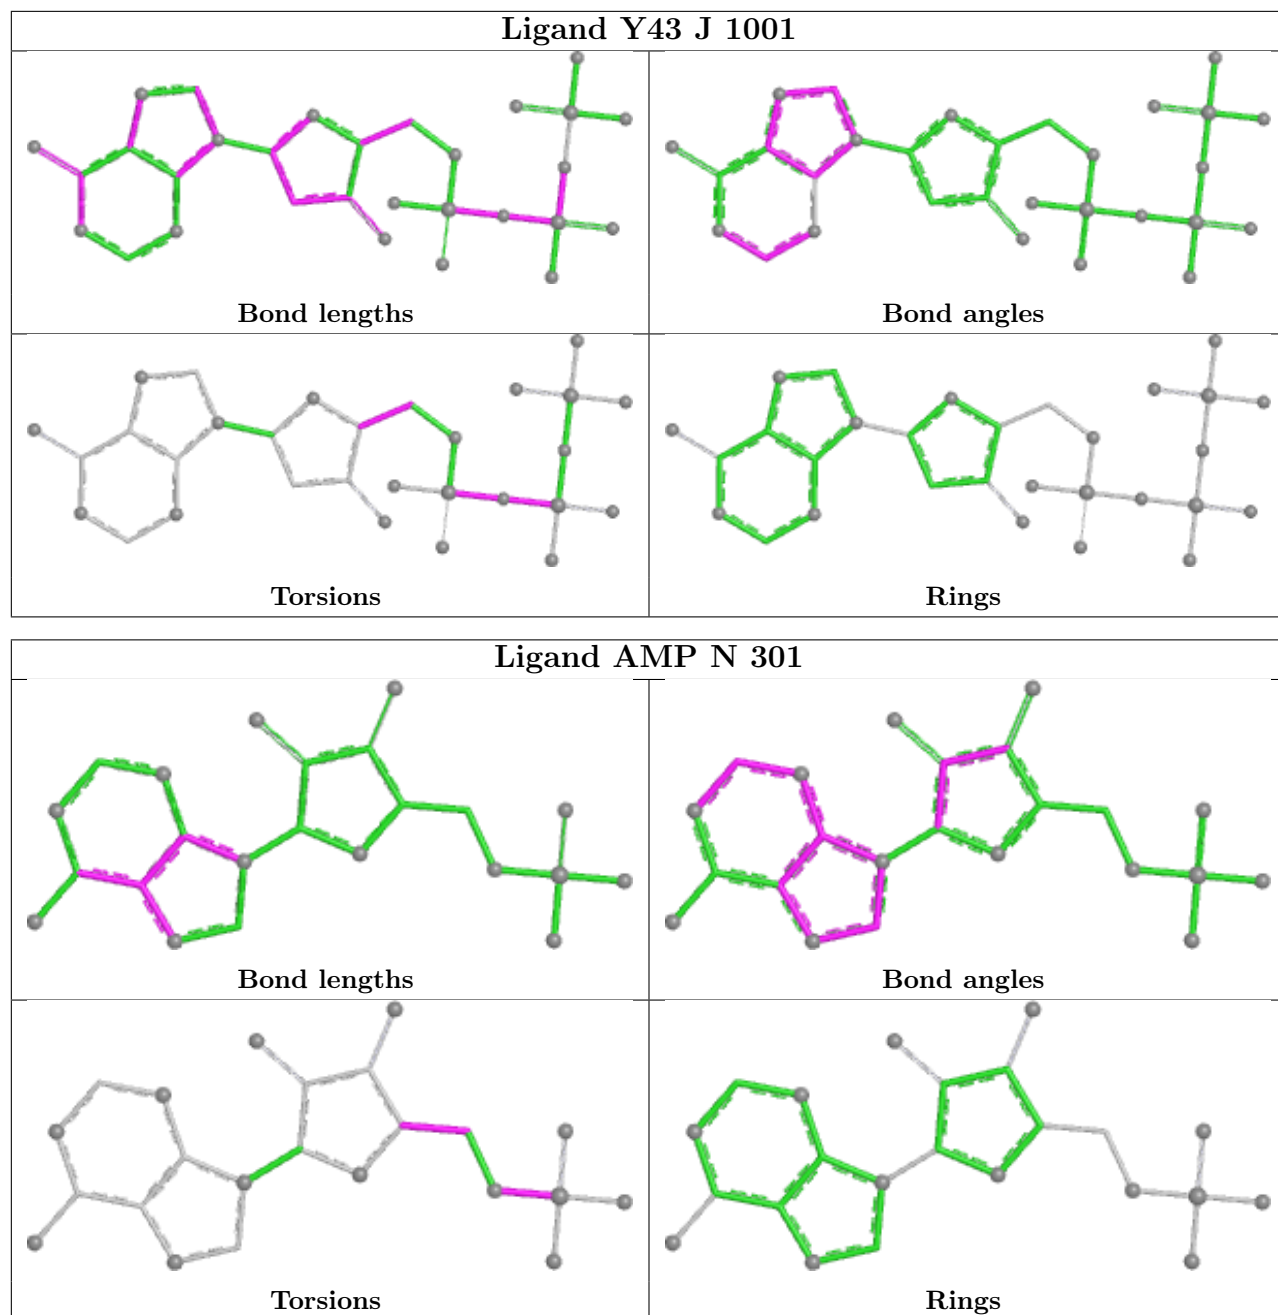 Ligand Y43 J 1001
Bond lengths
Bond angles
Torsions
Rings
Ligand AMP N 301
Bond lengths
Bond angles
Torsions
Rings